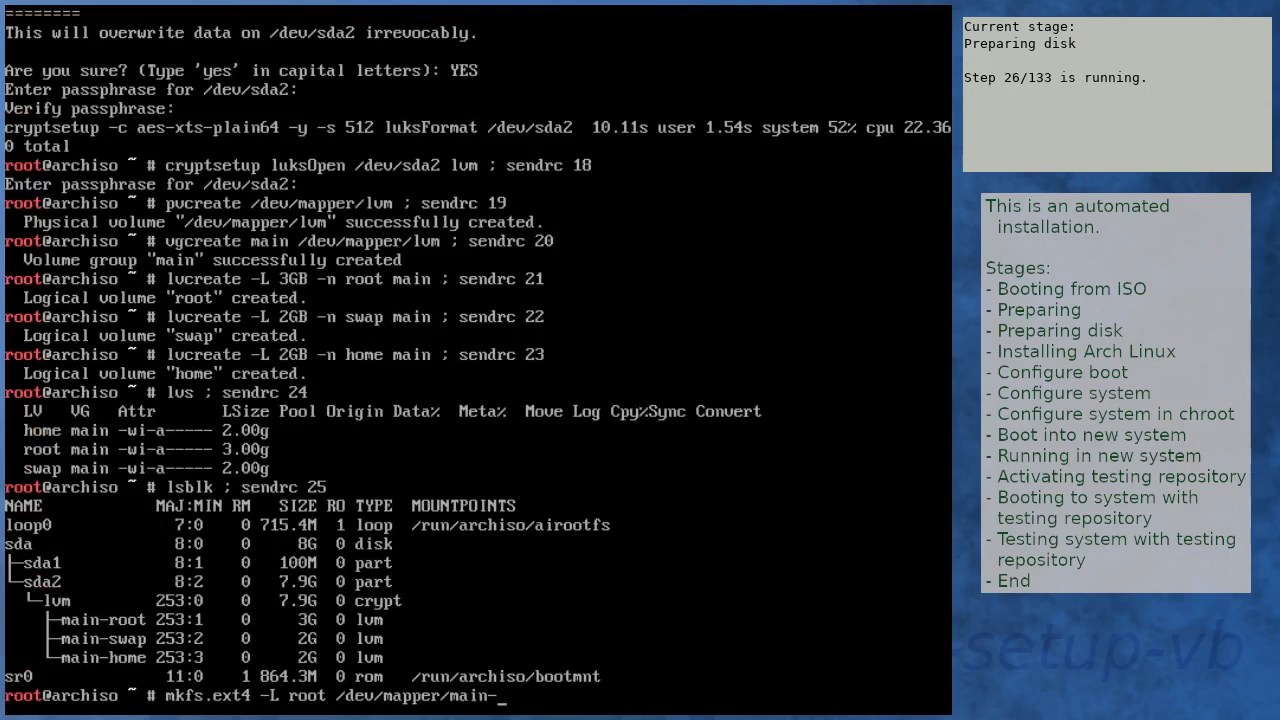 ========
This will overwrite data on /dev/sda2 irrevocably.
Are you sure? (Type 'yes' in capital letters): YES
Enter passphrase for /dev/sda2:
Verify passphrase:
cryptsetup -c aes-xts-plain64 -y -s 512 luksFormat /dev/sda2  10.11s user 1.54s system 52% cpu 22.36
0 total
root@archiso ~ # cryptsetup luksOpen /dev/sda2 lvm ; sendrc 18
Enter passphrase for /dev/sda2:
root@archiso ~ # pvcreate /dev/mapper/lvm ; sendrc 19
  Physical volume "/dev/mapper/lvm" successfully created.
root@archiso ~ # vgcreate main /dev/mapper/lvm ; sendrc 20
  Volume group "main" successfully created
root@archiso ~ # lvcreate -L 3GB -n root main ; sendrc 21
  Logical volume "root" created.
root@archiso ~ # lvcreate -L 2GB -n swap main ; sendrc 22
  Logical volume "swap" created.
root@archiso ~ # lvcreate -L 2GB -n home main ; sendrc 23
  Logical volume "home" created.
root@archiso ~ # lvs ; sendrc 24
  LV   VG   Attr       LSize Pool Origin Data%  Meta%  Move Log Cpy%Sync Convert
  home main -wi-a----- 2.00g
  root main -wi-a----- 3.00g
  swap main -wi-a----- 2.00g
root@archiso ~ # lsblk ; sendrc 25
NAME            MAJ:MIN RM   SIZE RO TYPE  MOUNTPOINTS
loop0             7:0    0 715.4M  1 loop  /run/archiso/airootfs
sda               8:0    0     8G  0 disk
├─sda1            8:1    0   100M  0 part
└─sda2            8:2    0   7.9G  0 part
  └─lvm         253:0    0   7.9G  0 crypt
    ├─main-root 253:1    0     3G  0 lvm
    ├─main-swap 253:2    0     2G  0 lvm
    └─main-home 253:3    0     2G  0 lvm
sr0              11:0    1 864.3M  0 rom   /run/archiso/bootmnt
root@archiso ~ # mkfs.ext4 -L root /dev/mapper/main-_
Current stage:
Preparing disk
Step 26/133 is running.
This is an automated
installation.
Stages:
- Booting from ISO
- Preparing
- Preparing disk
- Installing Arch Linux
- Configure boot
- Configure system
- Configure system in chroot
- Boot into new system
- Running in new system
- Activating testing repository
- Booting to system with
testing repository
- Testing system with testing
repository
- End
-setup-vb